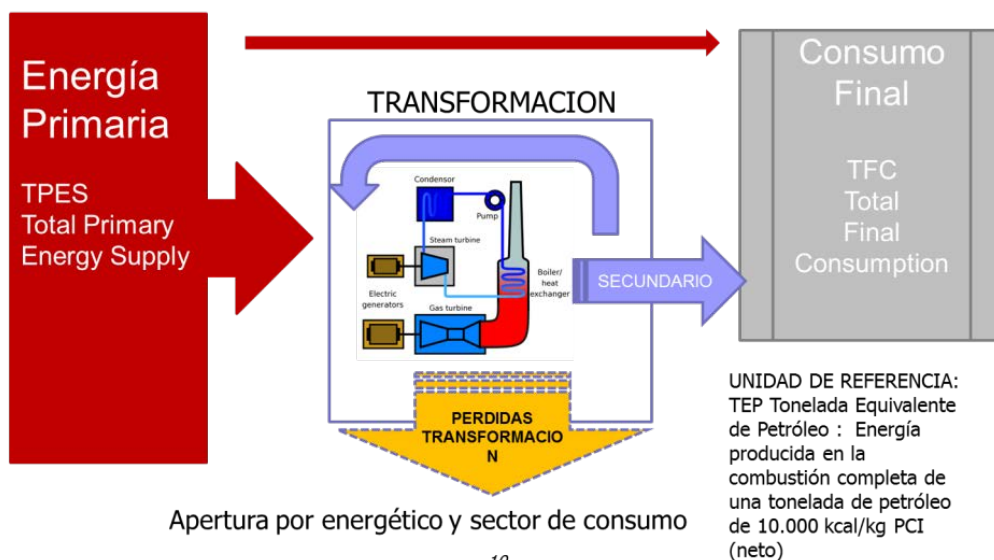 Energía
Primaria
TPES
Total Primary
Energy Supply
TRANSFORMACION
Condensor
Pump
Steam turbine
Boiler/
heat
exchanger
Electric
generators
Gas turbine
SECUNDARIO
PERDIDAS
TRANSFORMACIO
N
Consumo
Final
TFC
Total
Final
Consumption
UNIDAD DE REFERENCIA:
TEP Tonelada Equivalente
de Petróleo : Energía
producida en la
combustión completa de
una tonelada de petróleo
de 10.000 kcal/kg PCI
(neto)
Apertura por energético y sector de consumo